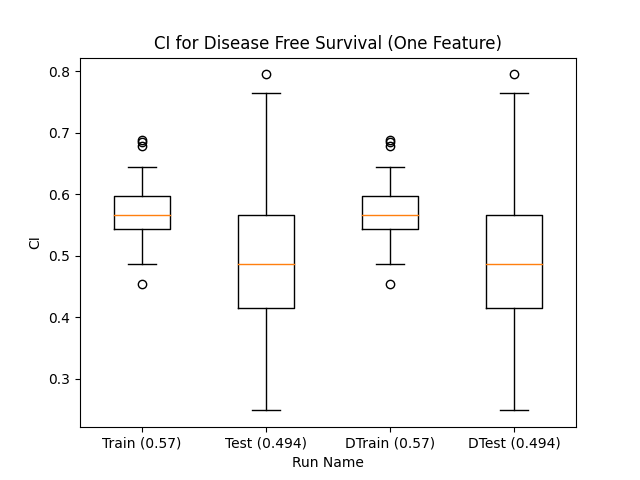 CI for Disease Free Survival (One Feature)
CI
0.8
0.7
0.6
0.5
0.4
0.3
Train (0.57) Test (0.494) DTrain (0.57) DTest (0.494)
Run Name